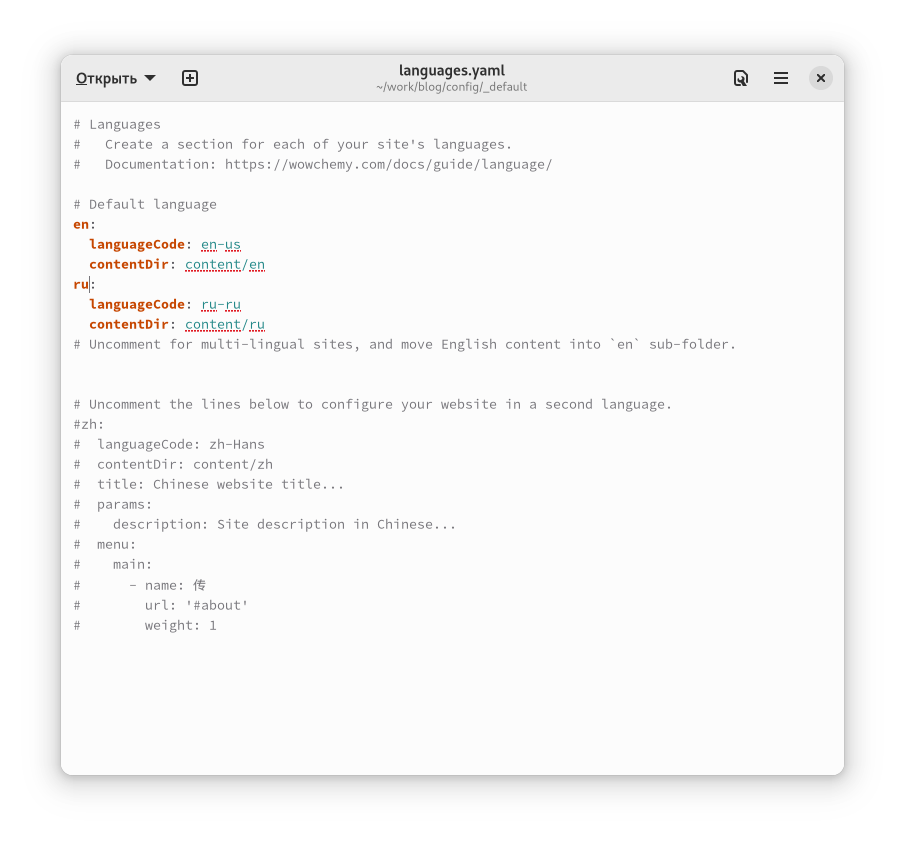 Открыть
languages.yaml
~/work/blog/config/_default
# Languages
#   Create a section for each of your site's languages.
#   Documentation: https://wowchemy.com/docs/guide/language/
# Default language
en:
  languageCode: en-us
  contentDir: content/en
ru:
  languageCode: ru-ru
  contentDir: content/ru
# Uncomment for multi-lingual sites, and move English content into `en` sub-folder.
# Uncomment the lines below to configure your website in a second language.
#zh:
#  languageCode: zh-Hans
#  contentDir: content/zh
#  title: Chinese website title...
#  params:
#    description: Site description in Chinese...
#  menu:
#    main:
#      - name: 传
#        url: '#about'
#        weight: 1